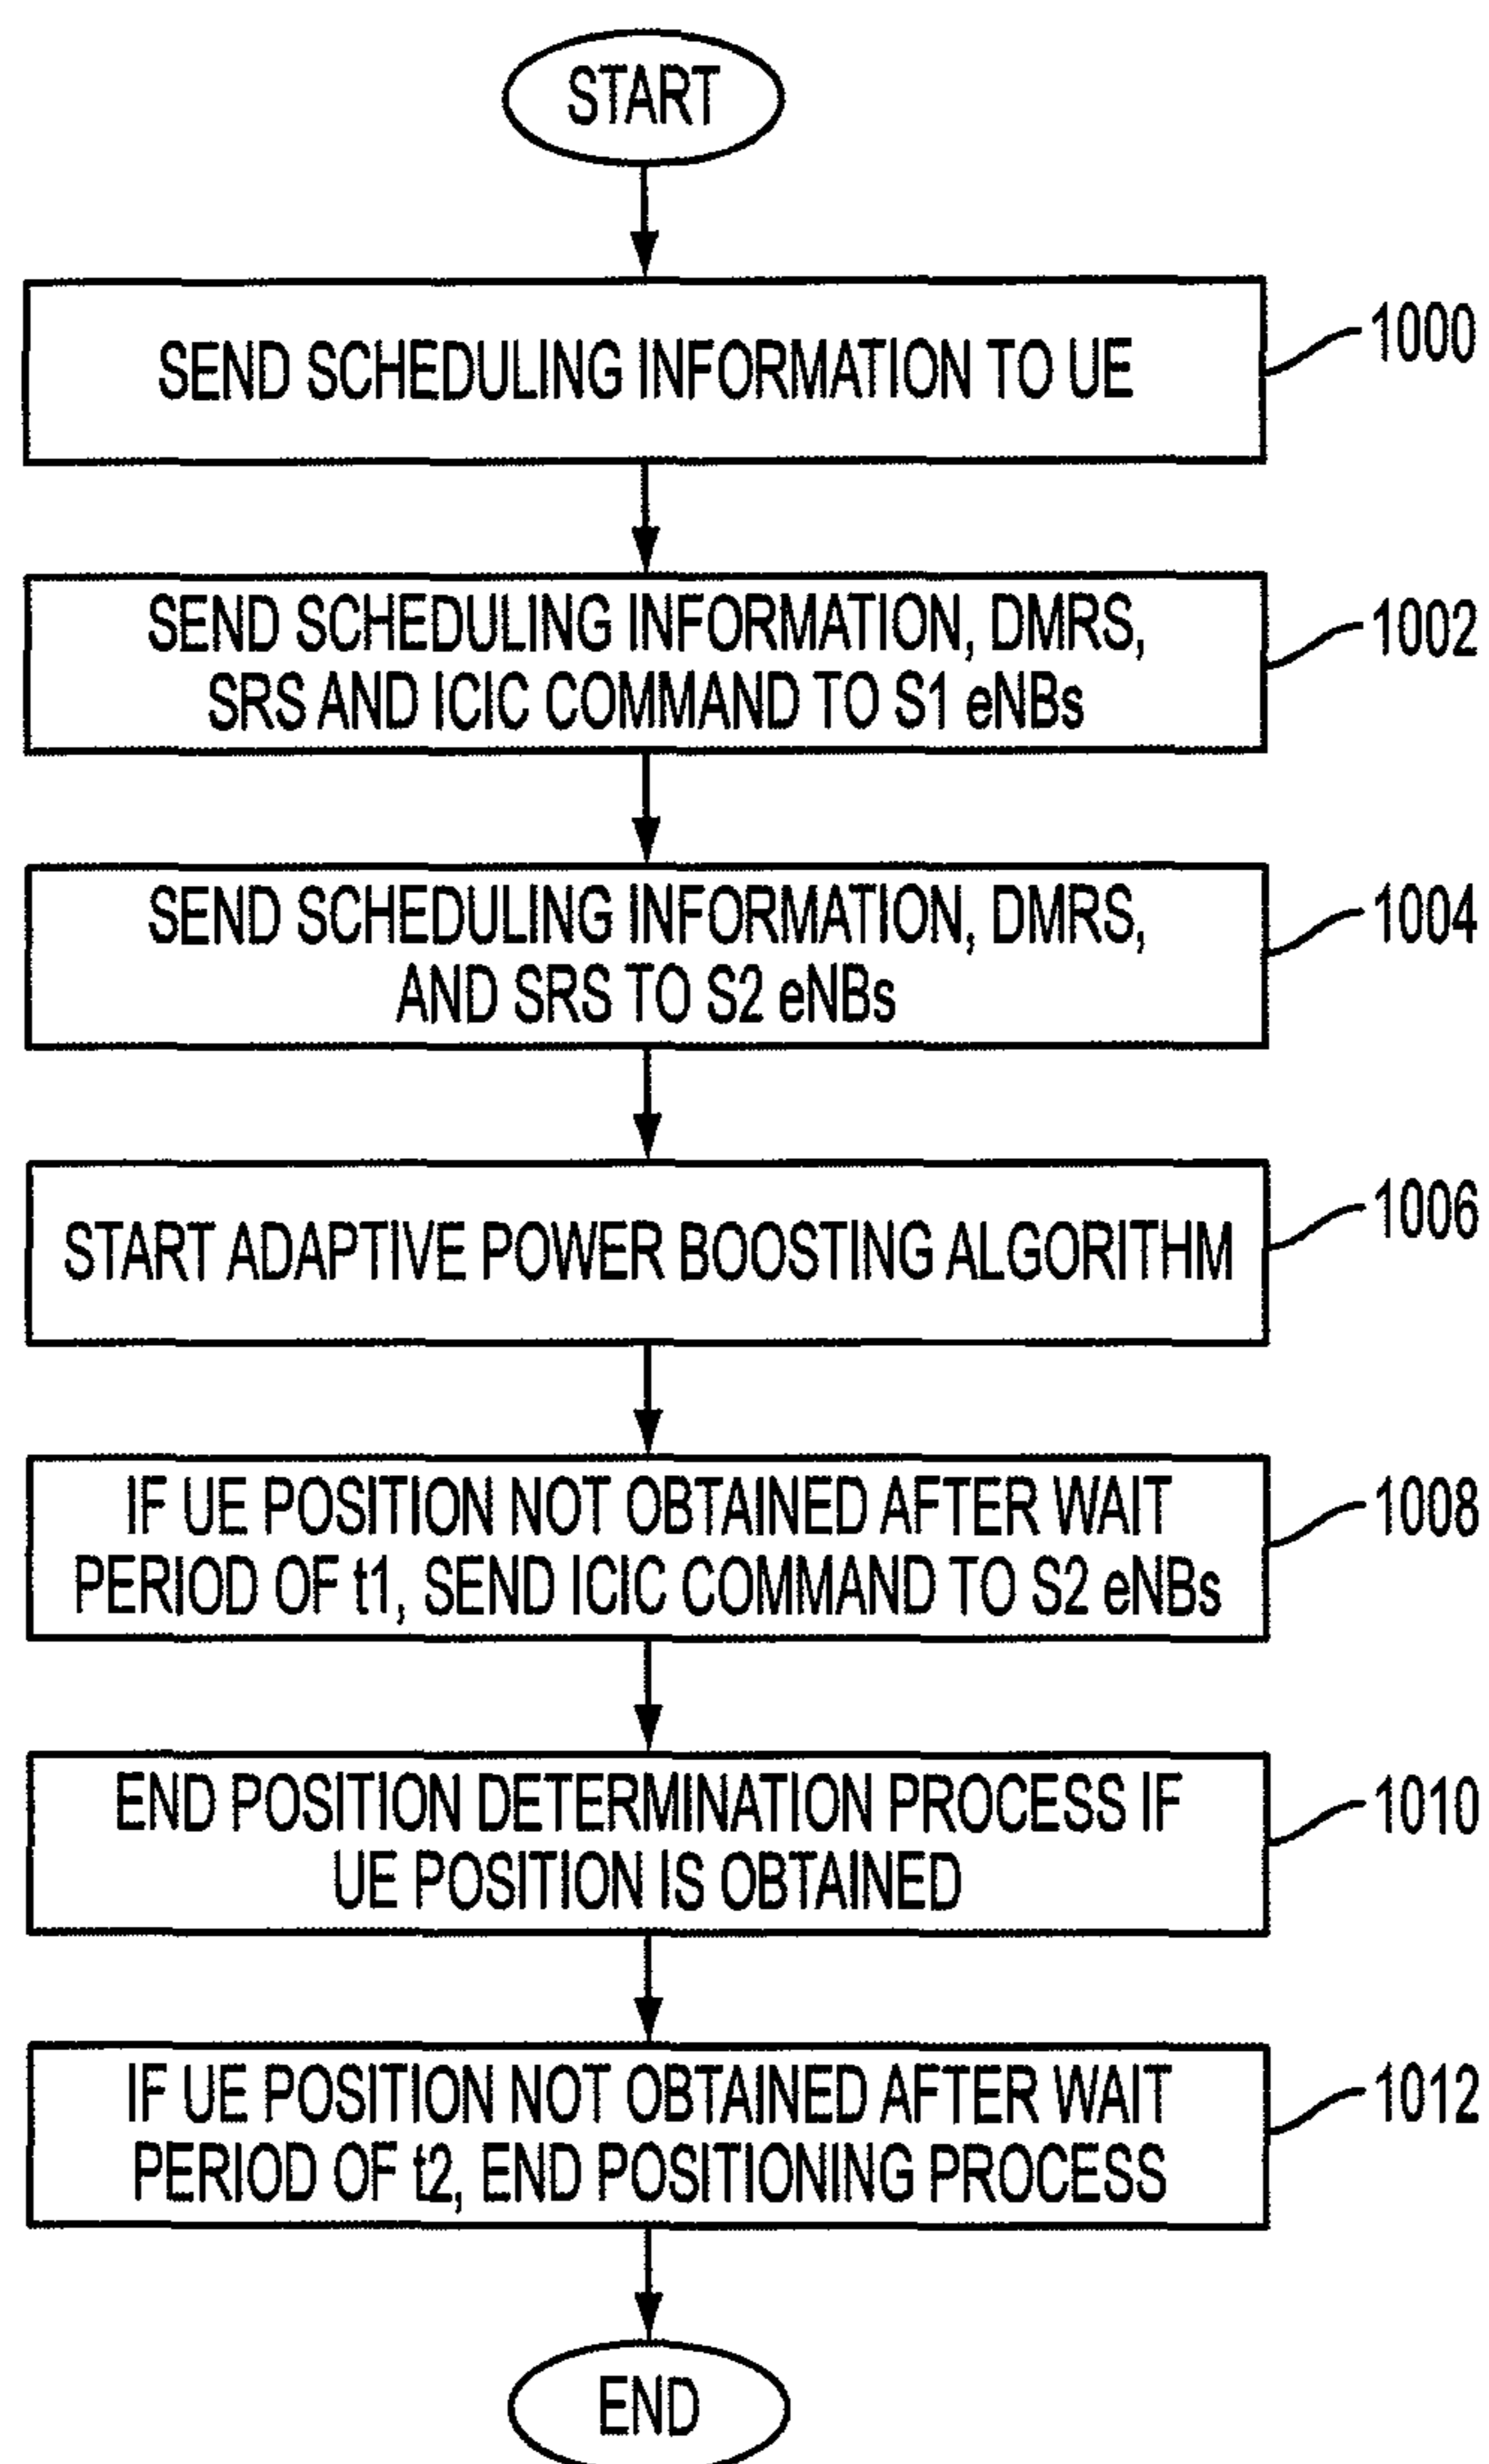 START
SEND SCHEDULING INFORMATION TO UE
1000
SEND SCHEDULING INFORMATION, DMRS,
SRS AND ICIC COMMAND TO S1 eNBs
1002
SEND SCHEDULING INFORMATION, DMRS,
AND SRS TO S2 eNBs
1004
START ADAPTIVE POWER BOOSTING ALGORITHM
1006
IF UE POSITION NOT OBTAINED AFTER WAIT
PERIOD OF t1, SEND ICIC COMMAND TO S2 eNBs
1008
END POSITION DETERMINATION PROCESS IF
UE POSITION IS OBTAINED
1010
IF UE POSITION NOT OBTAINED AFTER WAIT
PERIOD OF t2, END POSITIONING PROCESS
1012
END